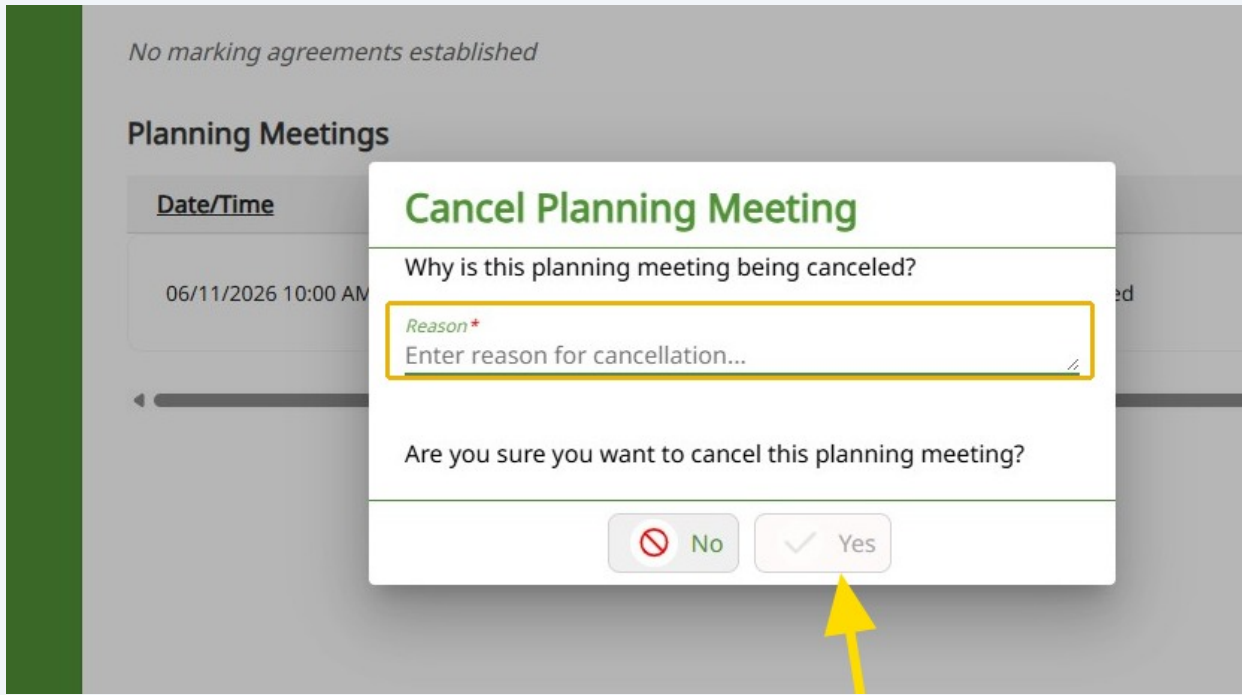 No marking agreements established
Planning Meetings
Date/Time
Cancel Planning Meeting
Why is this planning meeting being canceled?
06/11/2026 10:00 AM
Reason*
Enter reason for cancellation...
Are you sure you want to cancel this planning meeting?
No
Yes